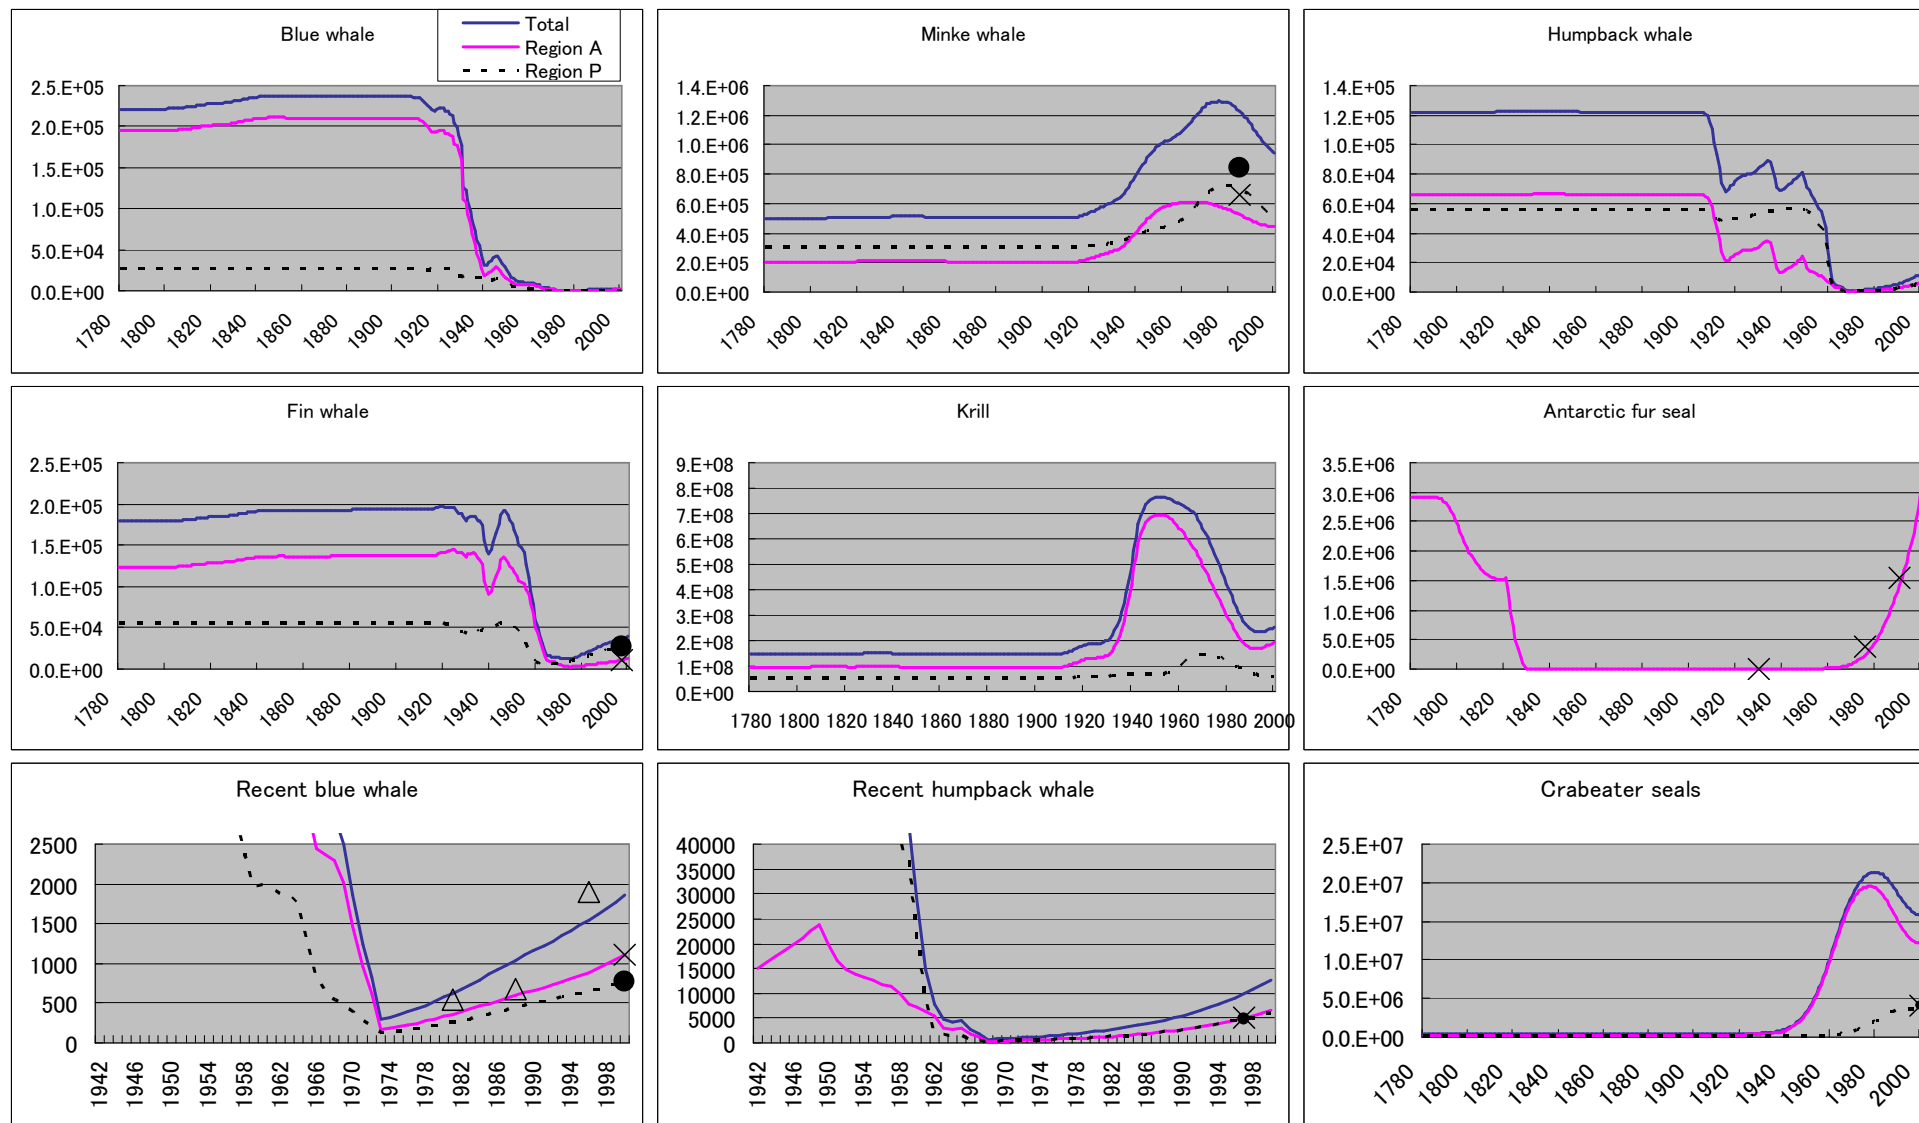 Blue whale
Total
Region A
Region P
2.5.E+05
2.0.E+05
1.5.E+05
1.0.E+05
5.0.E+04
0.0.E+00
1780 1800 1820 1840 1860 1880 1900 1920 1940 1960 1980 2000
Minke whale
1.4.E+06
1.2.E+06
1.0.E+06
8.0.E+05
6.0.E+05
4.0.E+05
2.0.E+05
0.0.E+00
1780 1800 1820 1840 1860 1880 1900 1920 1940 1960 1980 2000
Humpback whale
1.4.E+05
1.2.E+05
1.0.E+05
8.0.E+04
6.0.E+04
4.0.E+04
2.0.E+04
0.0.E+00
1780 1800 1820 1840 1860 1880 1900 1920 1940 1960 1980 2000
Fin whale
2.5.E+05
2.0.E+05
1.5.E+05
1.0.E+05
5.0.E+04
0.0.E+00
1780 1800 1820 1840 1860 1880 1900 1920 1940 1960 1980 2000
Krill
9.E+08
8.E+08
7.E+08
6.E+08
5.E+08
4.E+08
3.E+08
2.E+08
1.E+08
0.E+00
1780 1800 1820 1840 1860 1880 1900 1920 1940 1960 1980 2000
Antarctic fur seal
3.5.E+06
3.0.E+06
2.5.E+06
2.0.E+06
1.5.E+06
1.0.E+06
5.0.E+05
0.0.E+00
1780 1800 1820 1840 1860 1880 1900 1920 1940 1960 1980 2000
Recent blue whale
2500
2000
1500
1000
500
0
1942 1946 1950 1954 1958 1962 1966 1970 1974 1978 1982 1986 1990 1994 1998
Recent humpback whale
40000
35000
30000
25000
20000
15000
10000
5000
0
1942 1946 1950 1954 1958 1962 1966 1970 1974 1978 1982 1986 1990 1994 1998
Crabeater seals
2.5.E+07
2.0.E+07
1.5.E+07
1.0.E+07
5.0.E+06
0.0.E+00
1780 1800 1820 1840 1860 1880 1900 1920 1940 1960 1980 2000